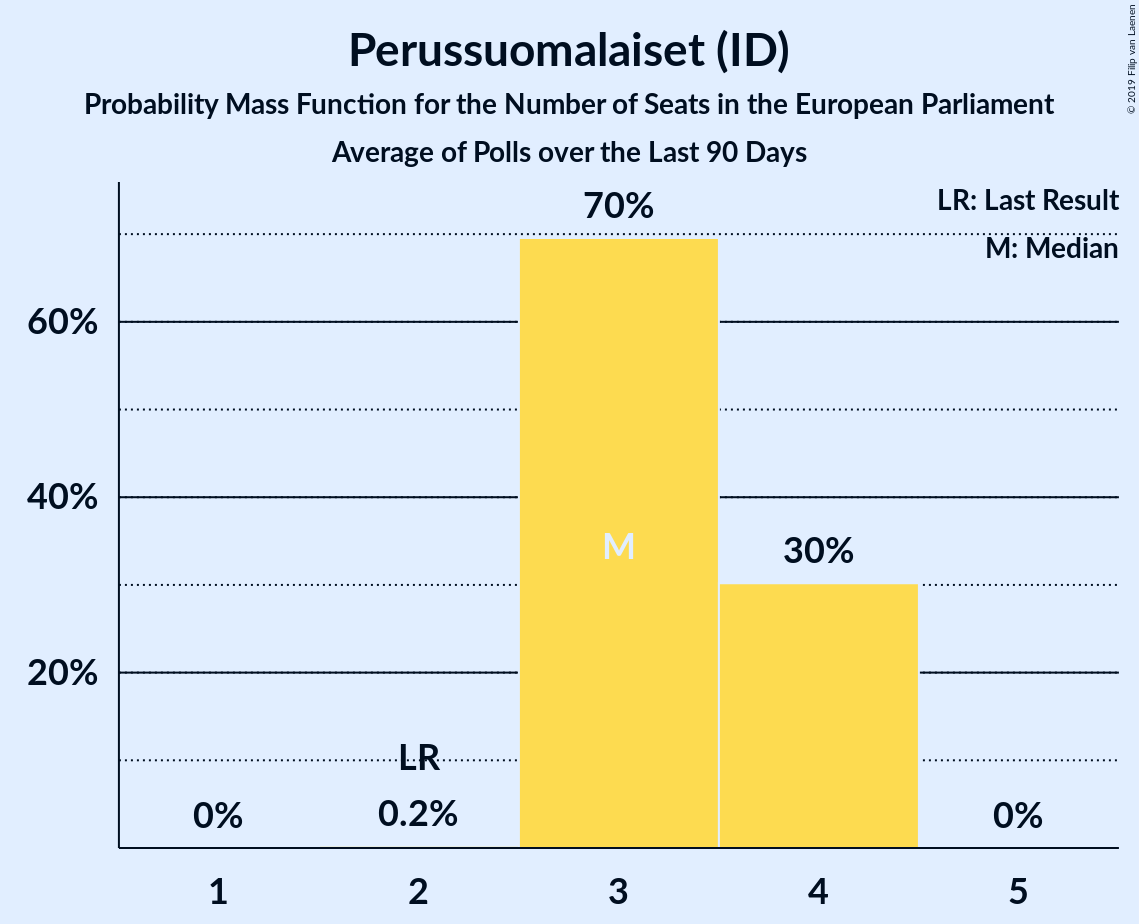 Perussuomalaiset (ID)
Probability Mass Function for the Number of Seats in the European Parliament
Average of Polls over the Last 90 Days
© 2019 Filip van Laenen
LR: Last Result
M: Median
70%
60%
M
40%
30%
20%
LR
0%
0.2%
0%
1
2
3
4
5